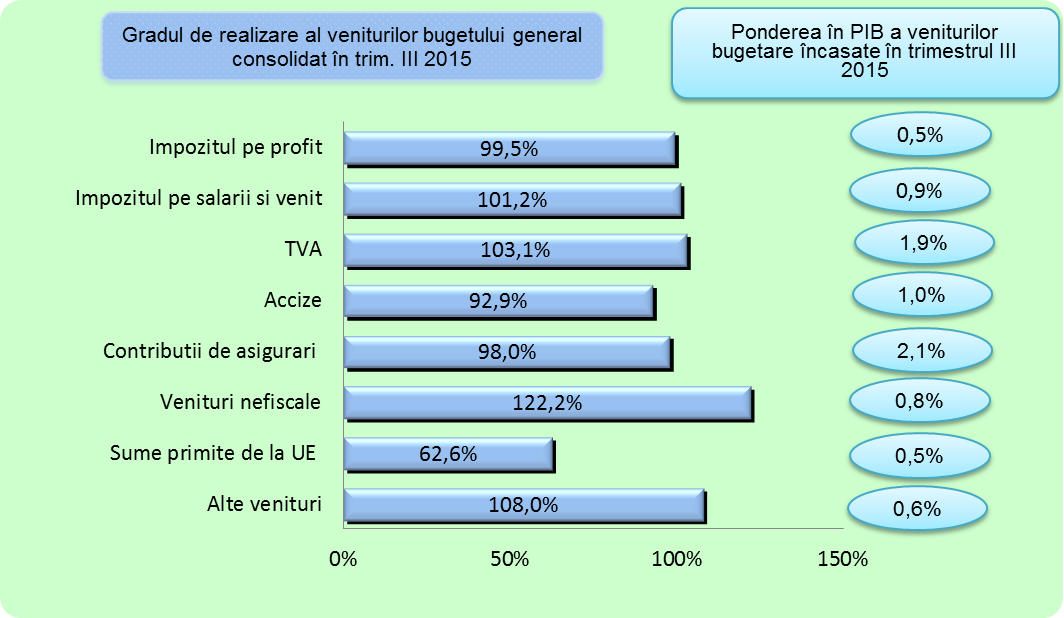 Gradul de realizare al veniturilor bugetului general
consolidat în trim. III 2015
Ponderea în PIB a veniturilor
bugetare încasate în trimestrul III
2015
Impozitul pe profit 99,5% 0,5%
Impozitul pe salarii si venit 101,2% 0,9%
TVA 103,1% 1,9%
Accize 92,9% 1,0%
Contributii de asigurari 98,0% 2,1%
Venituri nefiscale 122,2% 0,8%
Sume primite de la UE 62,6% 0,5%
Alte venituri 108,0% 0,6%
0% 50% 100% 150%